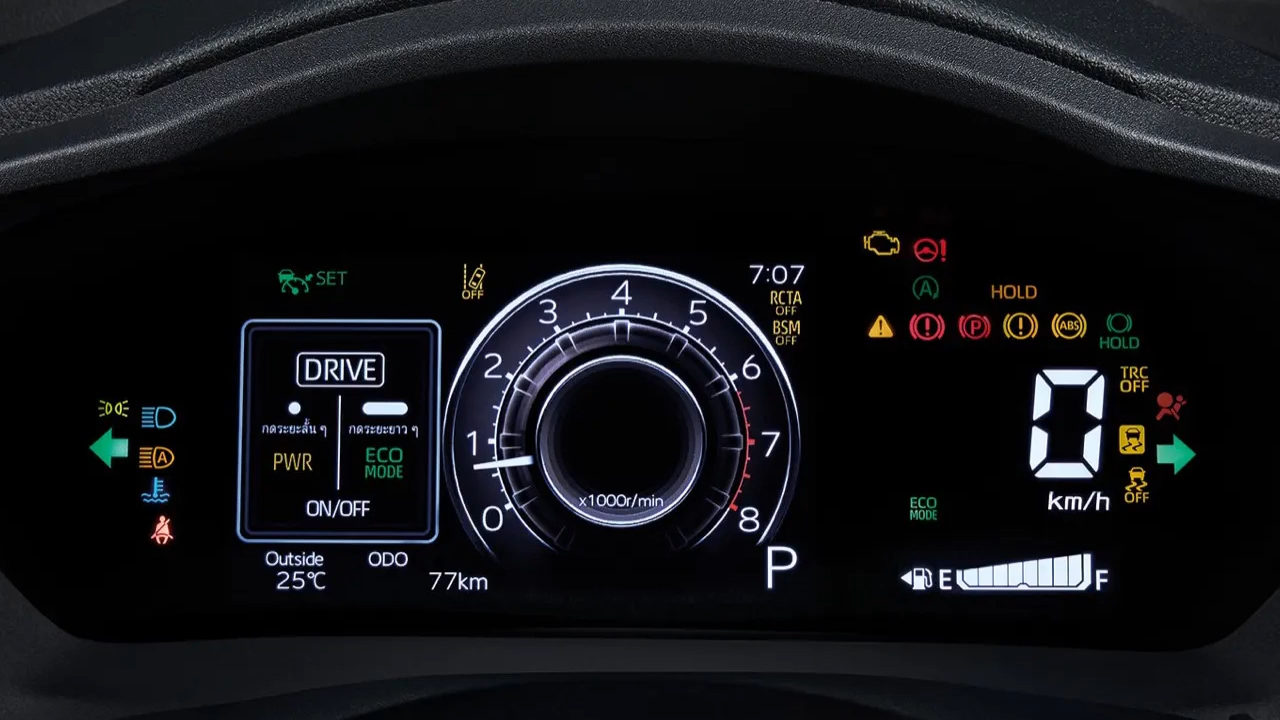 SET
OFF
7:07
RCTA
OFF
BSM
OFF
HOLD
P
ABS
HOLD
A
DRIVE
กดระยะสั้น ๆ
กดระยะยาว ๆ
PWR
ECO
MODE
ON/OFF
Outside
25℃
ODO
77km
0
1
2
3
4
5
6
7
8
x1000r/min
P
TRC
OFF
0
km/h
OFF
ECO
MODE
E
F
A